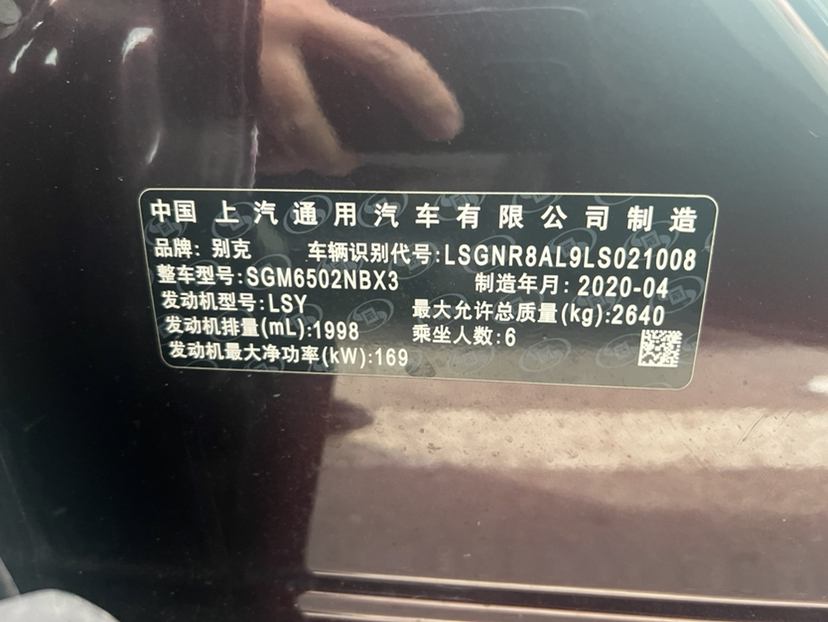 中国 上汽通用汽车有限公司制造
品牌: 别克 车辆识别代号:LSGNR8AL9LS021008
整车型号:SGM6502NBX3 制造年月: 2020-04
发动机型号:LSY 最大允许总质量(kg):2640
发动机排量(mL):1998 乘坐人数:6
发动机最大净功率(kW):169